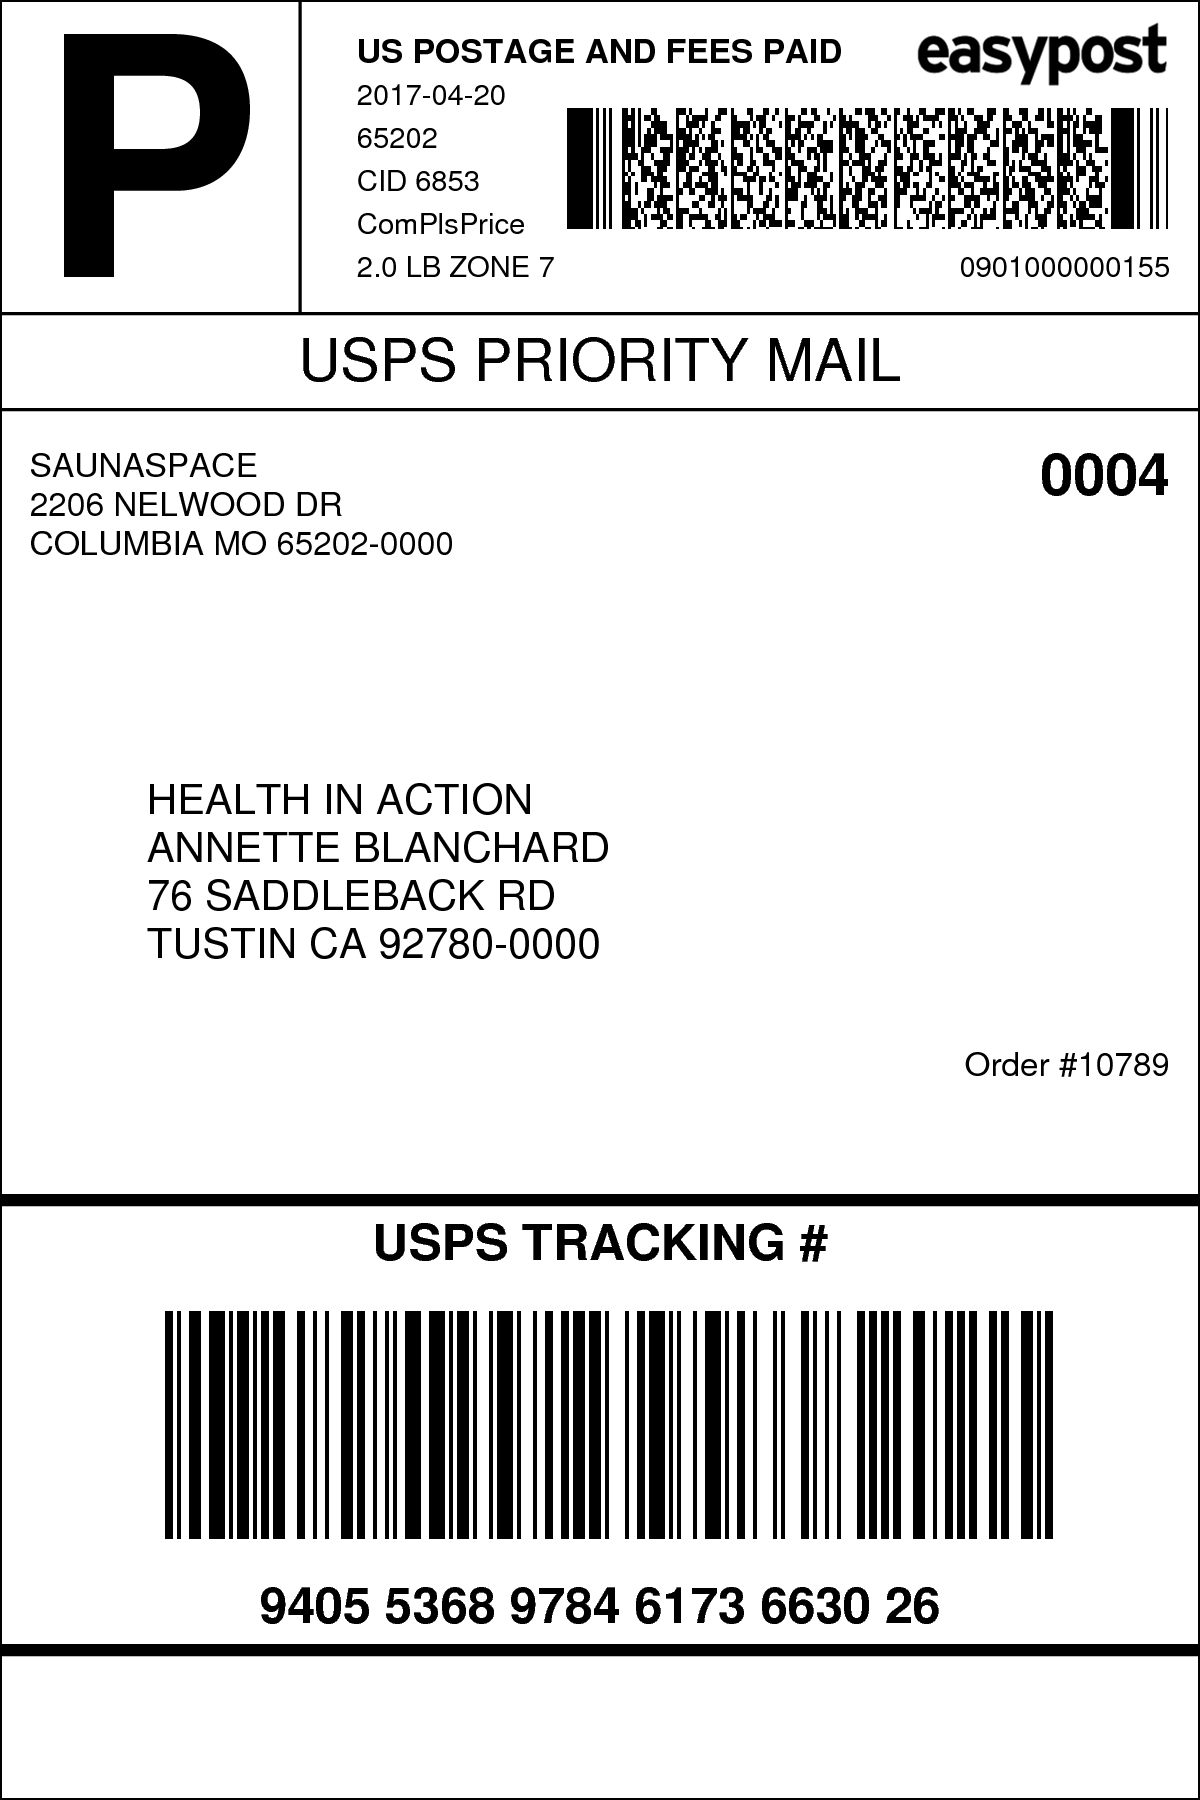 P
US POSTAGE AND FEES PAID
easypost
2017-04-20
65202
CID 6853
ComPlsPrice
2.0 LB ZONE 7
0901000000155
USPS PRIORITY MAIL
SAUNASPACE
2206 NELWOOD DR
COLUMBIA MO 65202-0000
0004
HEALTH IN ACTION
ANNETTE BLANCHARD
76 SADDLEBACK RD
TUSTIN CA 92780-0000
Order #10789
USPS TRACKING #
9405 5368 9784 6173 6630 26